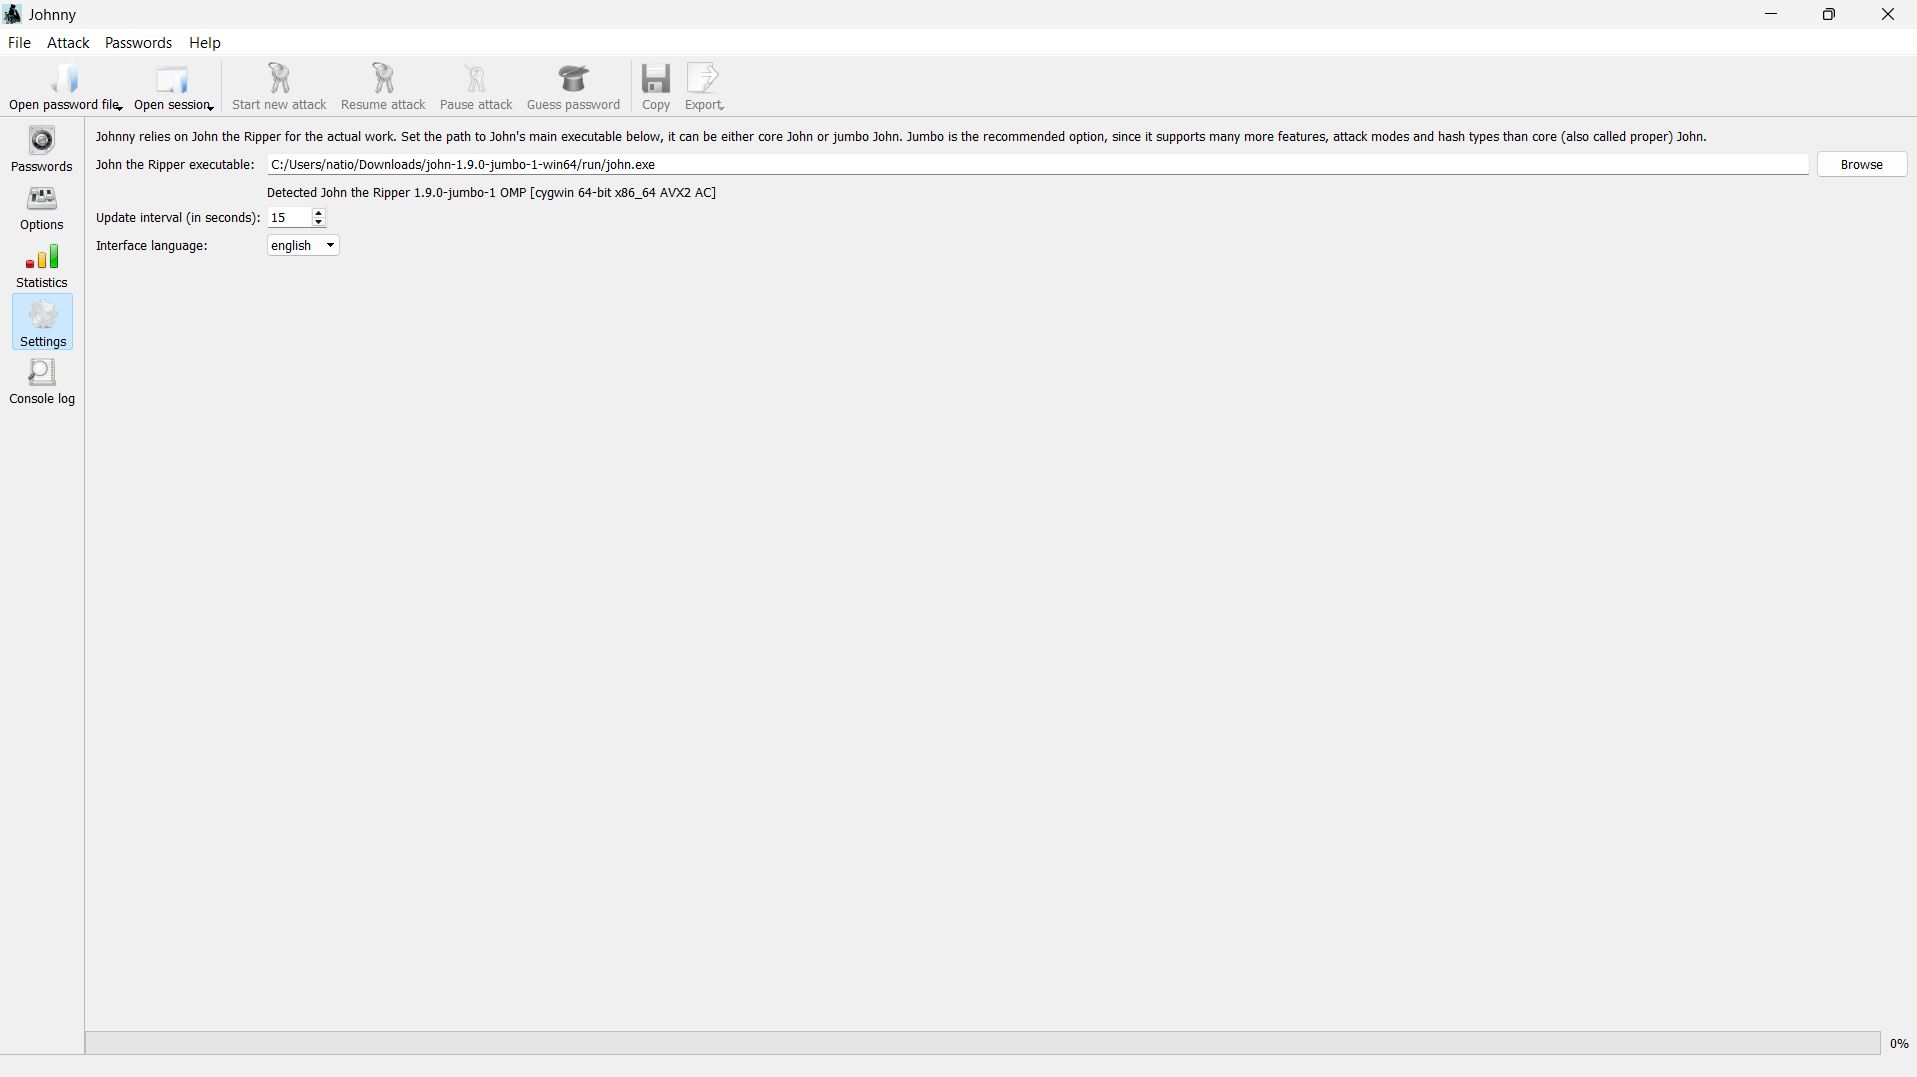 Johnny
File Attack Passwords Help
Open password file Open session Start new attack Resume attack Pause attack Guess password Copy Export
Passwords
Options
Statistics
Settings
Console log
Johnny relies on John the Ripper for the actual work. Set the path to John's main executable below, it can be either core John or jumbo John. Jumbo is the recommended option, since it supports many more features, attack modes and hash types than core (also called proper) John.
John the Ripper executable: C:/Users/natio/Downloads/john-1.9.0-jumbo-1-win64/run/john.exe Browse
Detected John the Ripper 1.9.0-jumbo-1 OMP [cygwin 64-bit x86_64 AVX2 AC]
Update interval (in seconds): 15
Interface language: english
0%